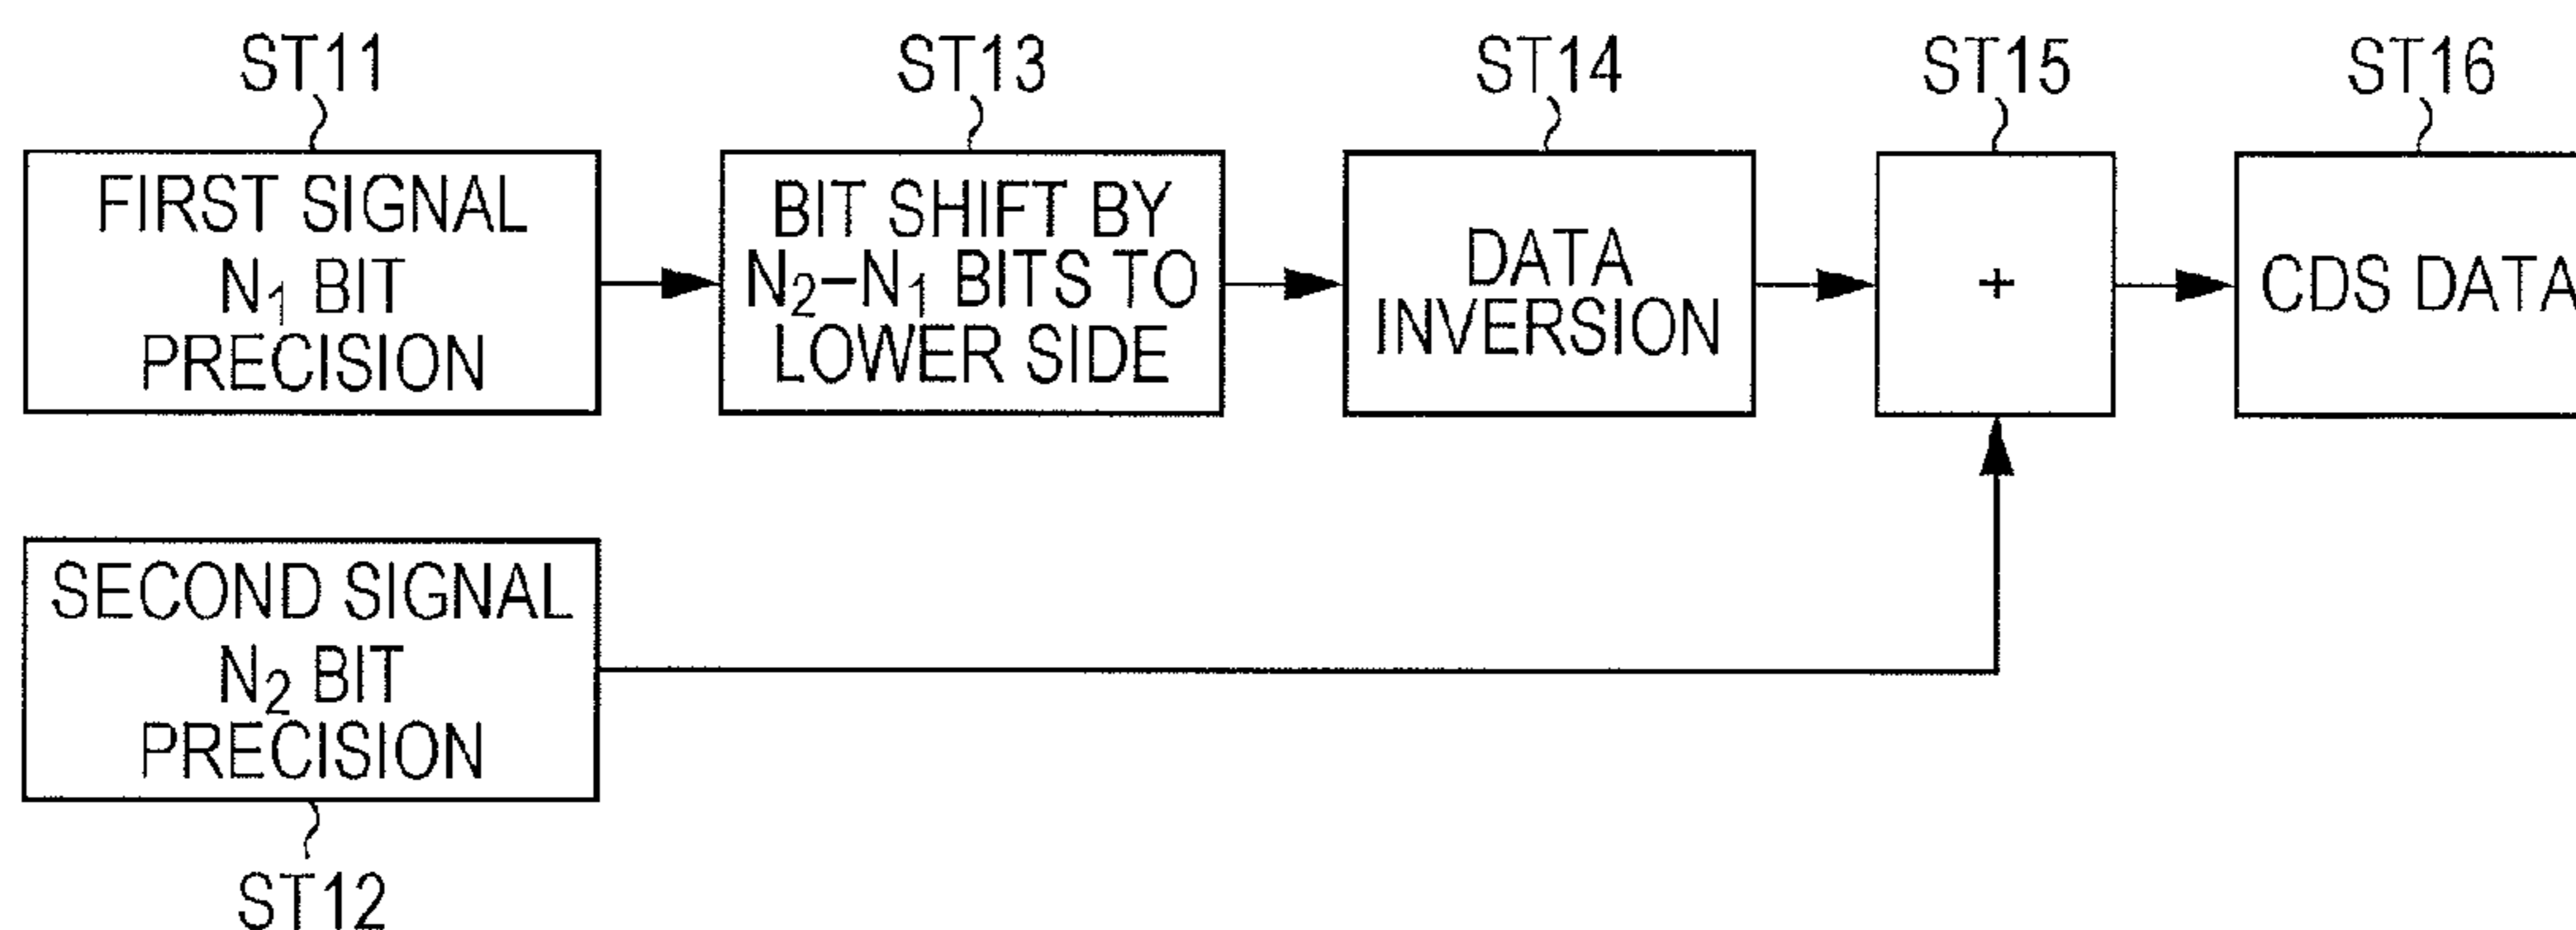 ST11
ST13
ST14
ST15
ST16
FIRST SIGNAL
N₁ BIT
PRECISION
BIT SHIFT BY
N₂–N₁ BITS TO
LOWER SIDE
DATA
INVERSION
+
CDS DATA
SECOND SIGNAL
N₂ BIT
PRECISION
ST12